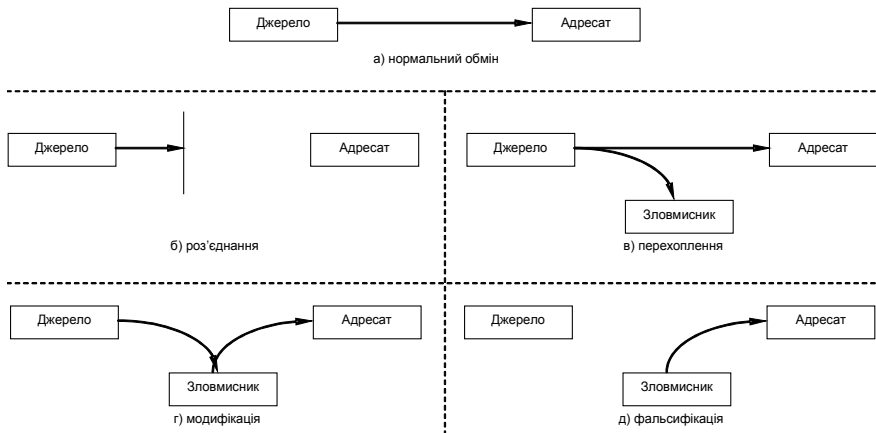 Джерело
Адресат
а) нормальний обмін
Джерело
Адресат
б) роз’єднання
Джерело
Адресат
Зловмисник
в) перехоплення
Джерело
Адресат
Зловмисник
г) модифікація
Джерело
Адресат
Зловмисник
д) фальсифікація